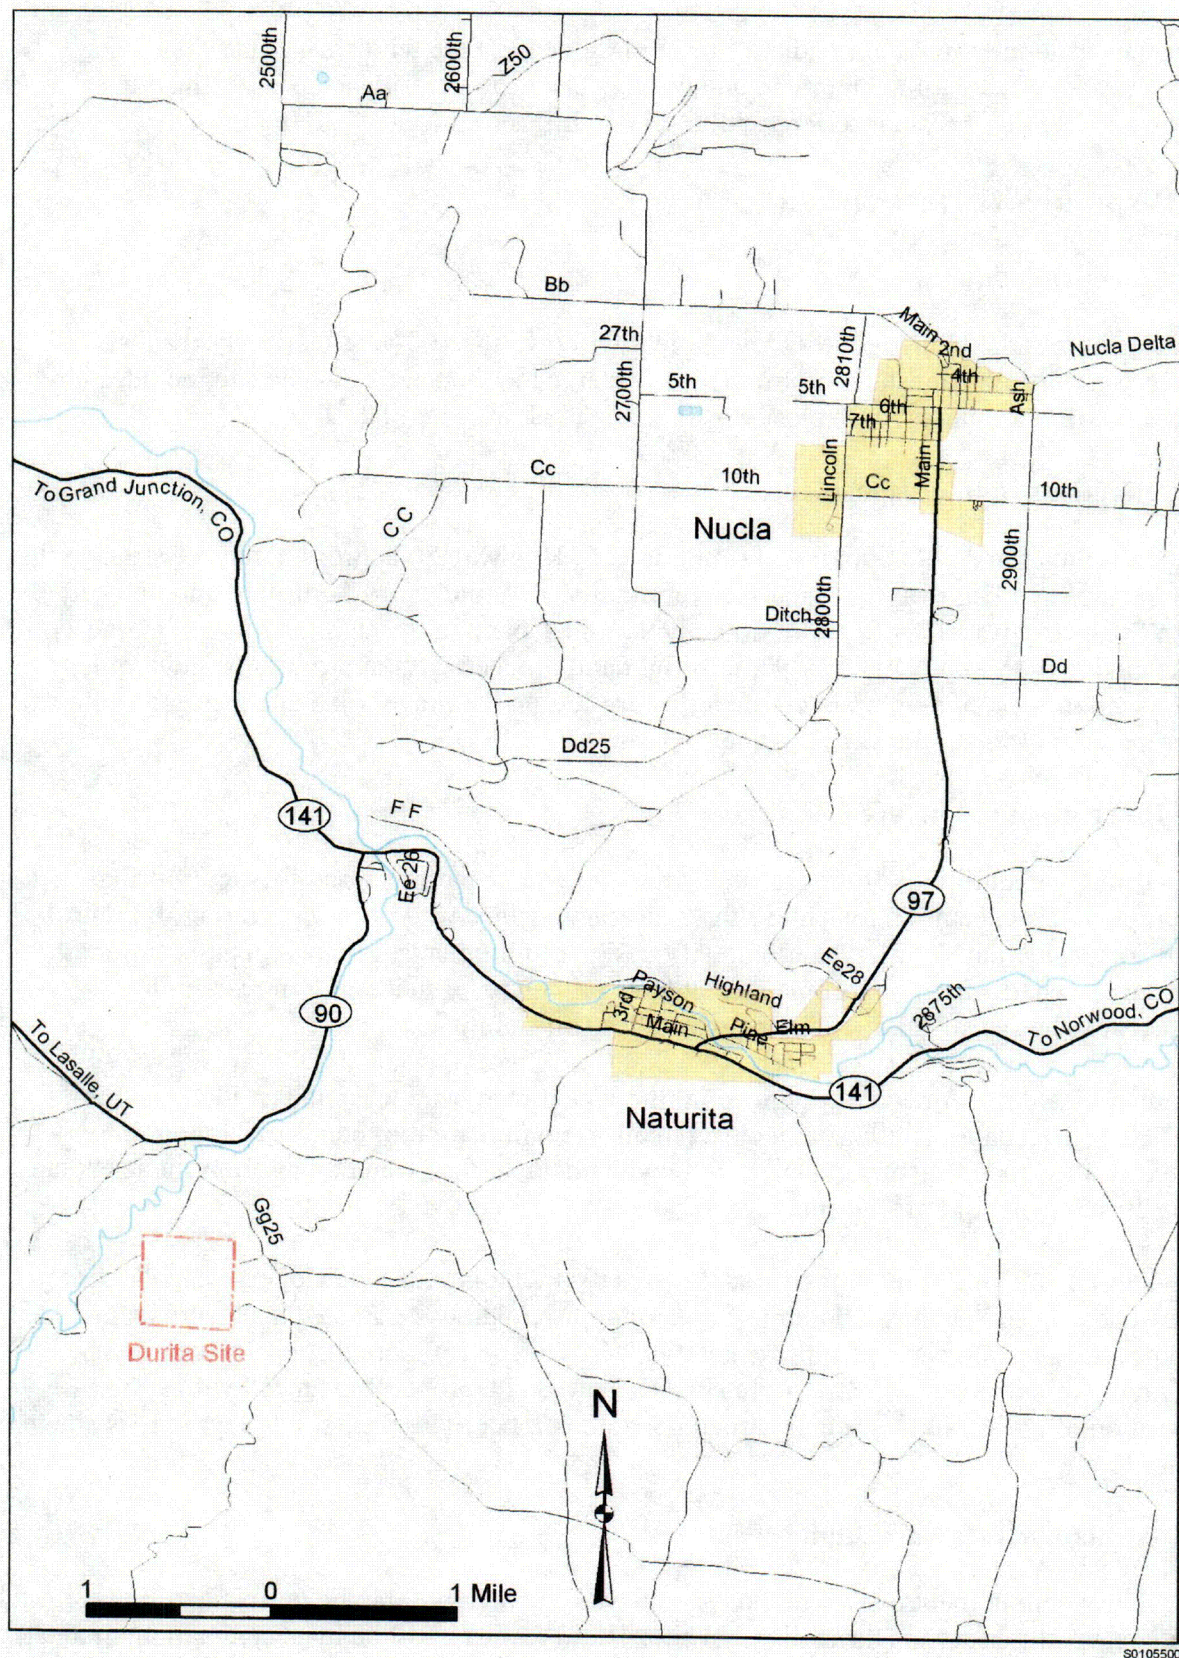 2500th
2600th
Z50
Aa
Bb
Main
27th
2810th
2nd
Nucla Delta
5th
5th
4th
2700th
6th
Ash
7th
Cc
10th
Lincoln
Cc
Main
10th
To Grand Junction, CO
C C
Nucla
2900th
Ditch
2800th
Dd
Dd25
141
F F
Ee 26
97
Ee28
Payson
Highland
3rd
2875th
90
Main
Pine
Elm
To Norwood, CO
To Lasalle, UT
141
Naturita
Gg25
Durita Site
N
1 0 1 Mile
S0105500